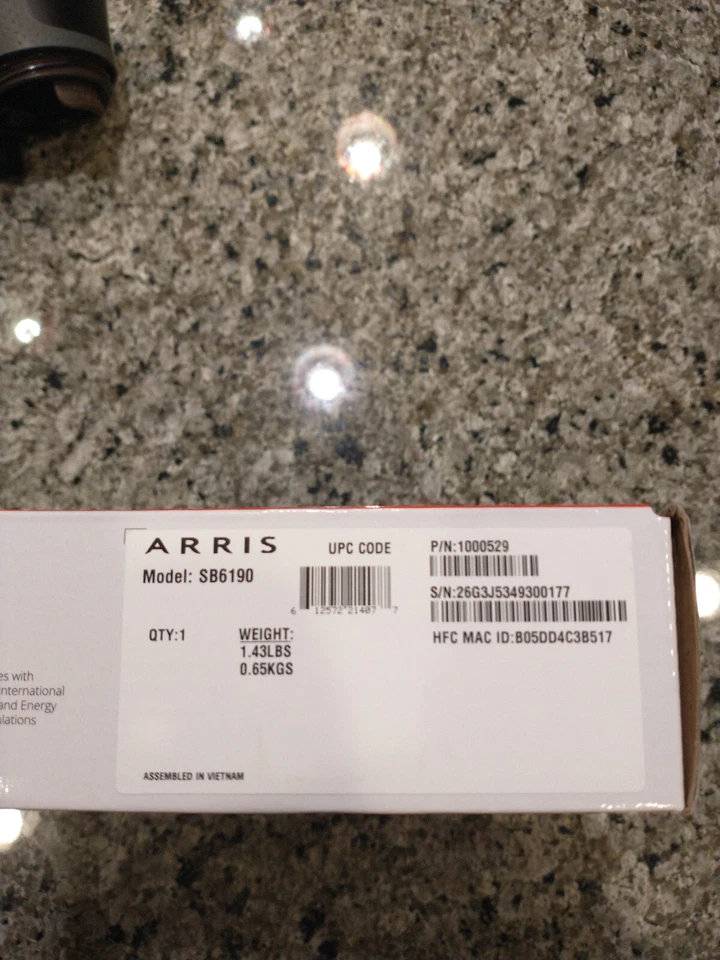 ARRIS
Model: SB6190
UPC CODE
6 12572 21407 7
P/N:1000529
S/N:26G3J5349300177
HFC MAC ID:B05DD4C3B517
QTY:1
WEIGHT:
1.43LBS
0.65KGS
ASSEMBLED IN VIETNAM
es with
nternational
and Energy
ulations